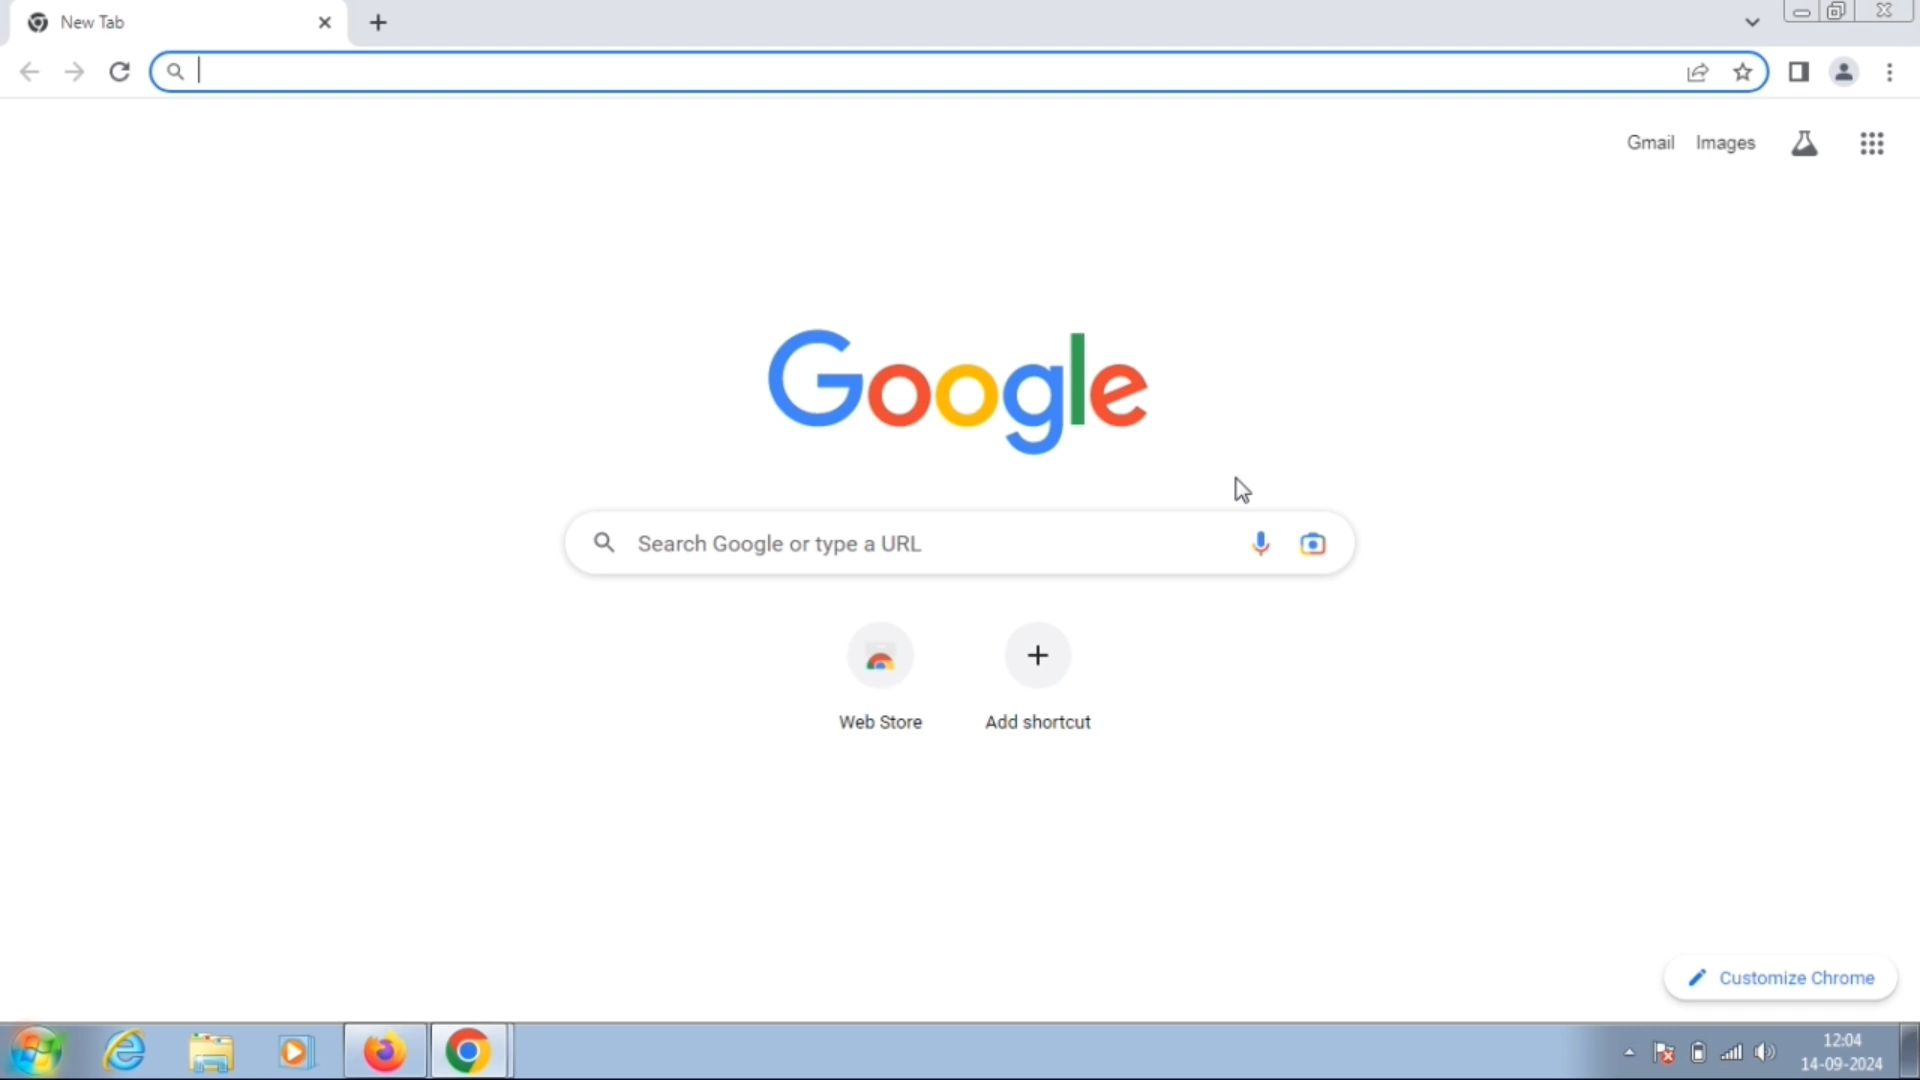 New Tab
Gmail Images
Google
Search Google or type a URL
Web Store
Add shortcut
Customize Chrome
12:04
14-09-2024